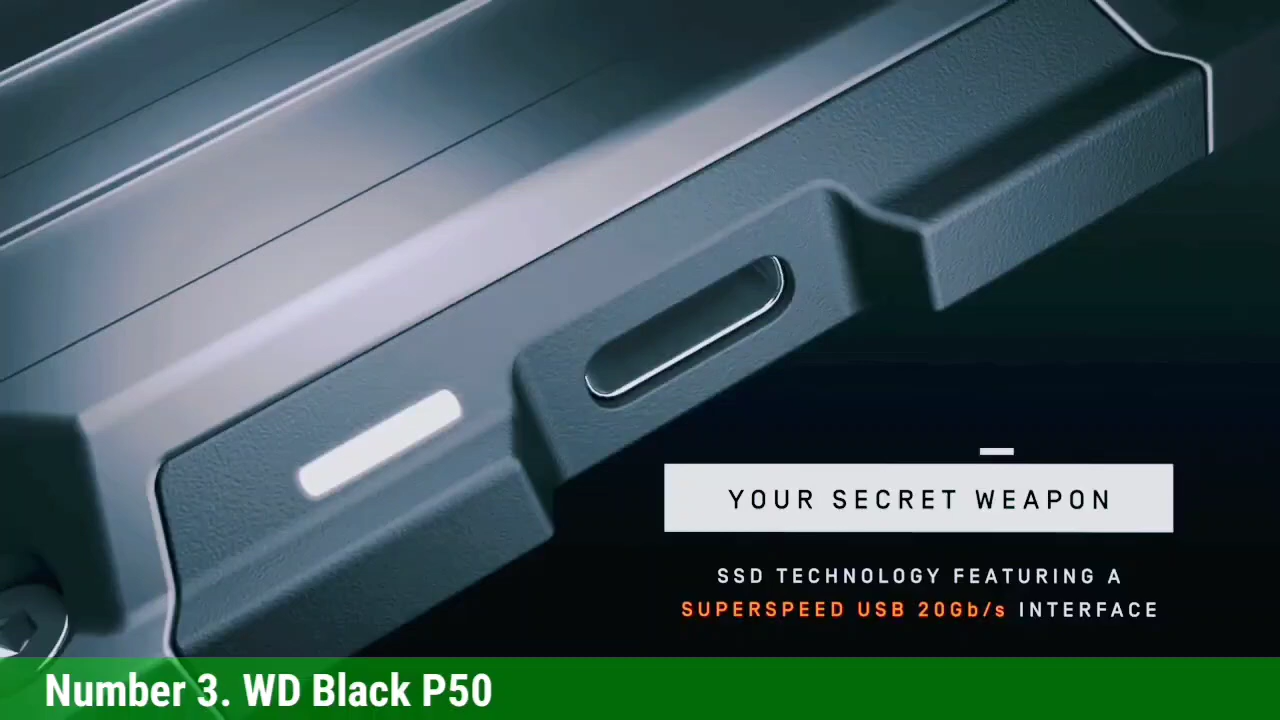 YOUR SECRET WEAPON
SSD TECHNOLOGY FEATURING A
SUPERSPEED USB 20Gb/s INTERFACE
Number 3. WD Black P50